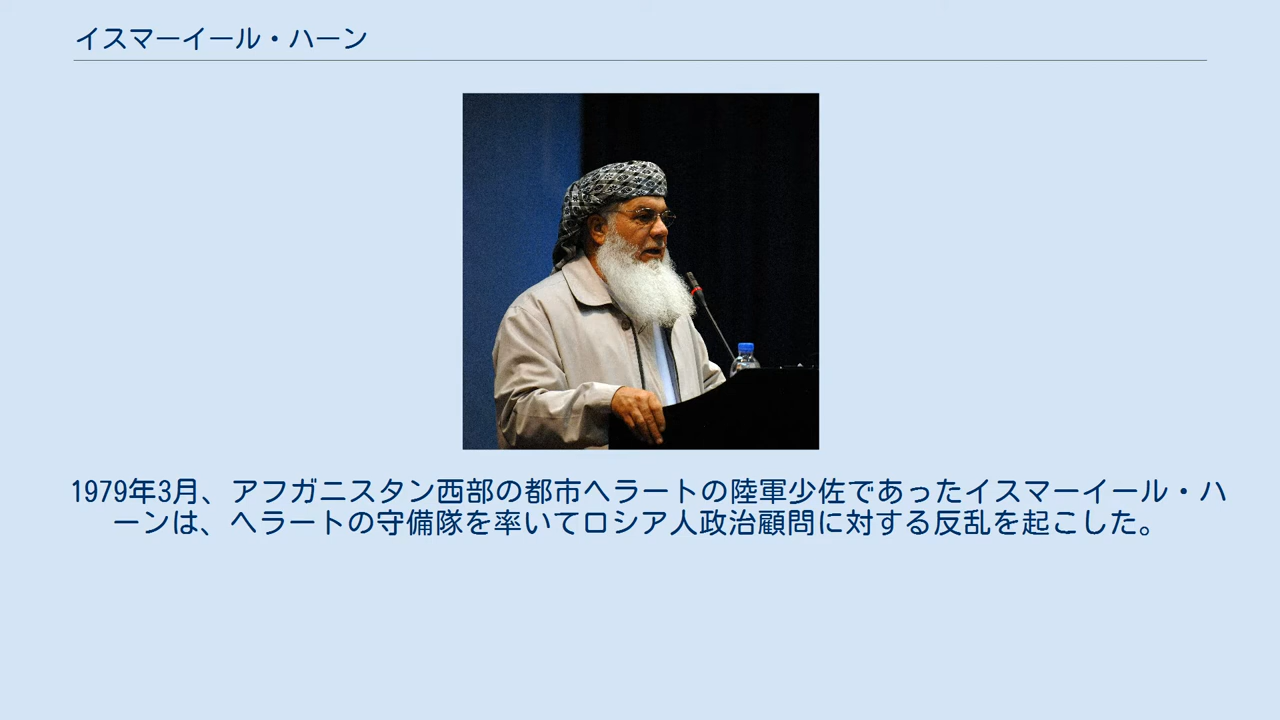 イスマーイール・ハーン
1979年3月、アフガニスタン西部の都市ヘラートの陸軍少佐であったイスマーイール・ハ
ーンは、ヘラートの守備隊を率いてロシア人政治顧問に対する反乱を起こした。